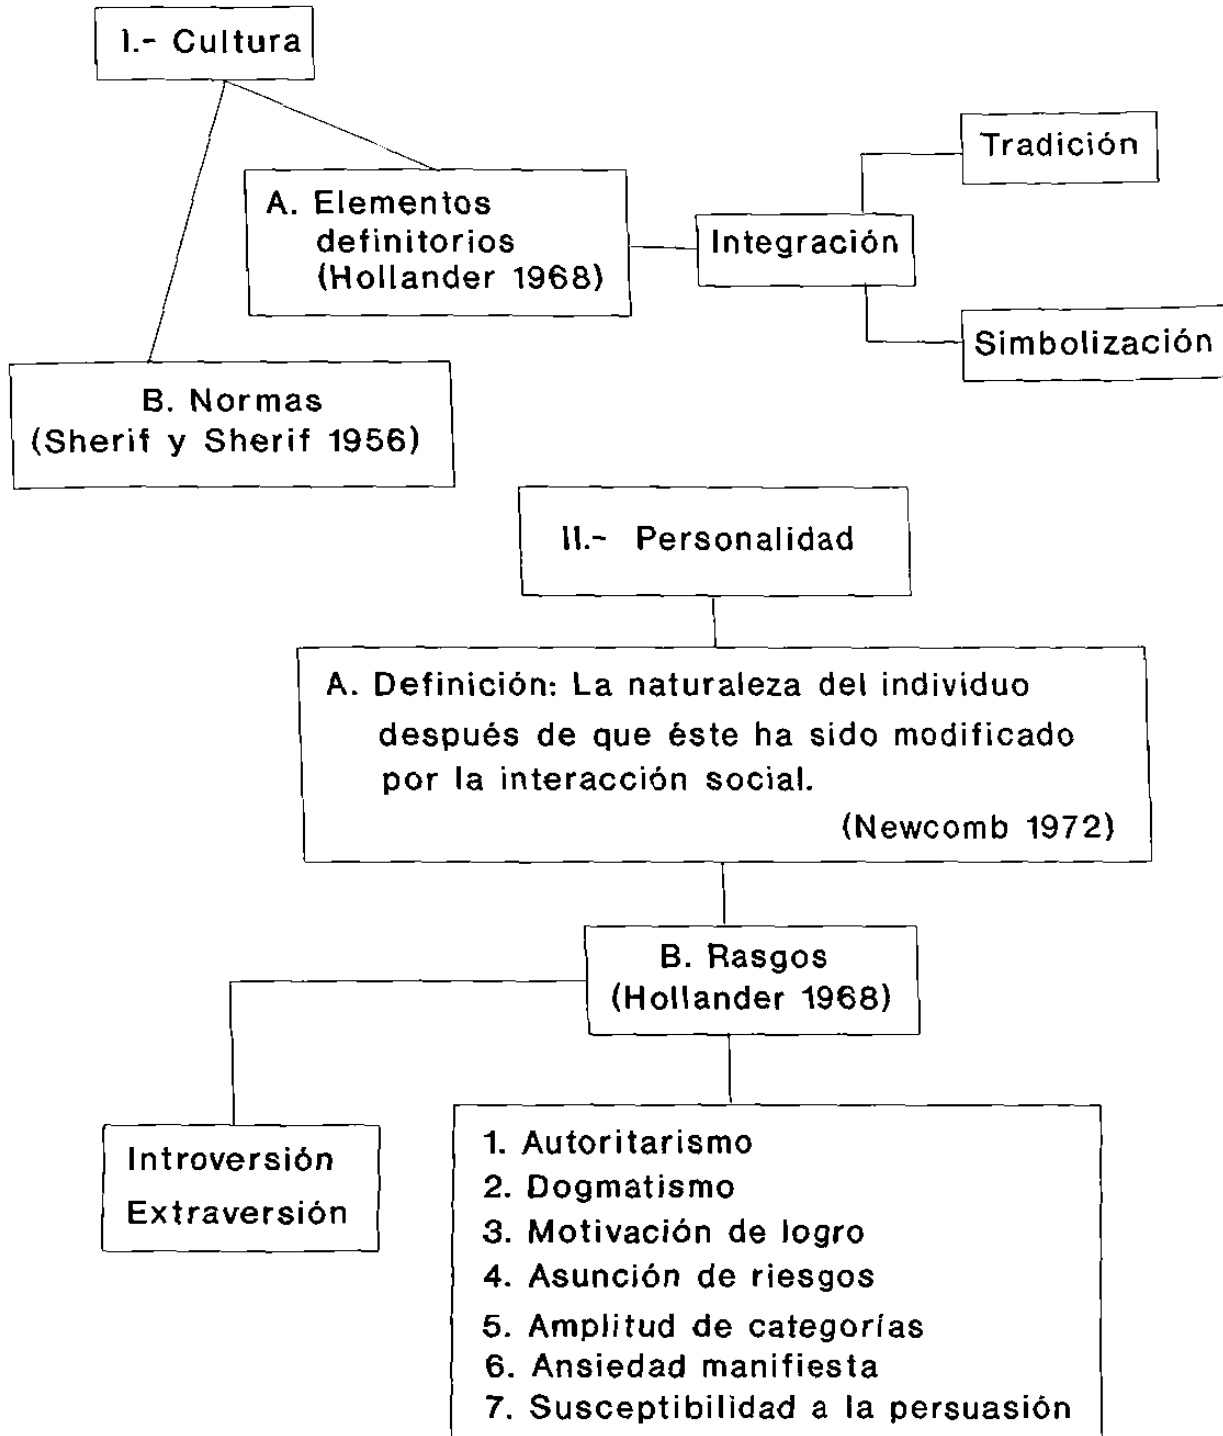 I.- Cultura
A. Elementos
definitorios
(Hollander 1968)
Integración
Tradición
Simbolización
B. Normas
(Sherif y Sherif 1956)
II.- Personalidad
A. Definición: La naturaleza del individuo
después de que éste ha sido modificado
por la interacción social.
(Newcomb 1972)
B. Rasgos
(Hollander 1968)
Introversión
Extraversión
1. Autoritarismo
2. Dogmatismo
3. Motivación de logro
4. Asunción de riesgos
5. Amplitud de categorías
6. Ansiedad manifiesta
7. Susceptibilidad a la persuasión